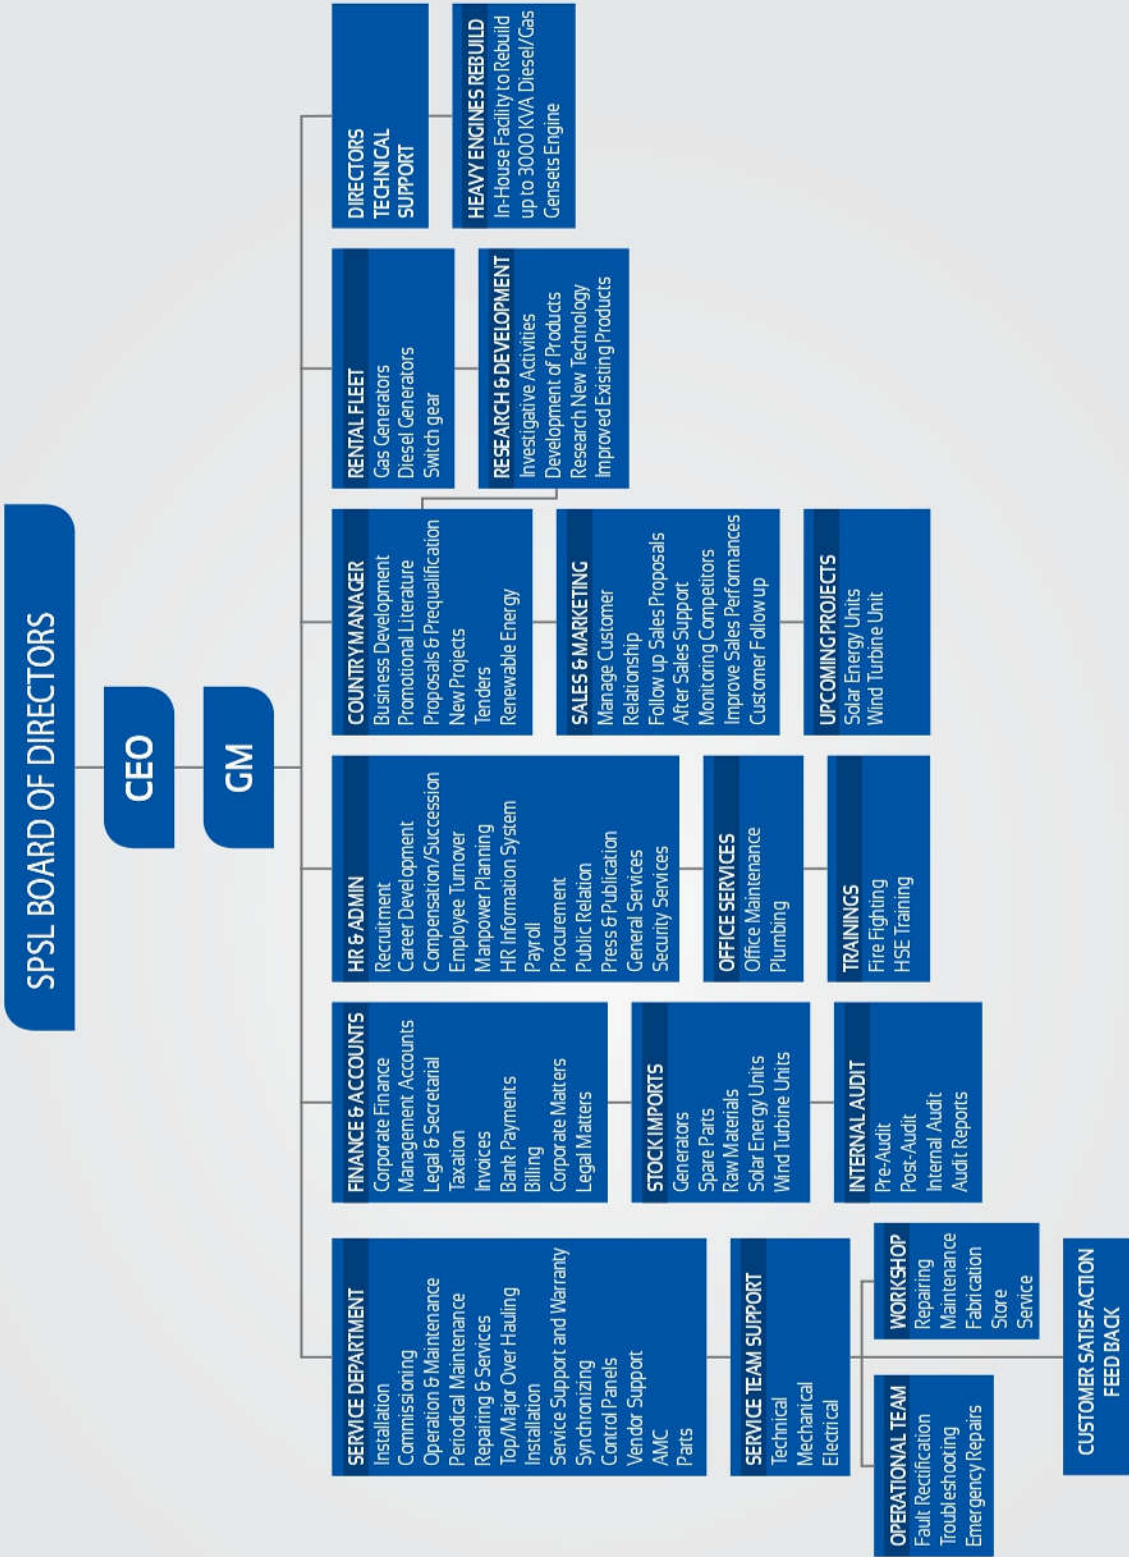 SPSL BOARD OF DIRECTORS
CEO
GM
SERVICE DEPARTMENT
Installation
Commissioning
Operation & Maintenance
Periodical Maintenance
Repairing & Services
Top/Major Over Hauling
Installation
Service Support and Warranty
Synchronizing
Control Panels
Vendor Support
AMC
Parts
SERVICE TEAM SUPPORT
Technical
Mechanical
Electrical
OPERATIONAL TEAM
Fault Rectification
Troubleshooting
Emergency Repairs
WORKSHOP
Repairing
Maintenance
Fabrication
Store
Service
CUSTOMER SATISFACTION
FEED BACK
FINANCE & ACCOUNTS
Corporate Finance
Management Accounts
Legal & Secretarial
Taxation
Invoices
Bank Payments
Billing
Corporate Matters
Legal Matters
STOCK IMPORTS
Generators
Spare Parts
Raw Materials
Solar Energy Units
Wind Turbine Units
INTERNAL AUDIT
Pre-Audit
Post-Audit
Internal Audit
Audit Reports
HR & ADMIN
Recruitment
Career Development
Compensation/Succession
Employee Turnover
Manpower Planning
HR Information System
Payroll
Procurement
Public Relation
Press & Publication
General Services
Security Services
OFFICE SERVICES
Office Maintenance
Plumbing
TRAININGS
Fire Fighting
HSE Training
COUNTRY MANAGER
Business Development
Promotional Literature
Proposals & Prequalification
New Projects
Tenders
Renewable Energy
SALES & MARKETING
Manage Customer
Relationship
Follow up Sales Proposals
After Sales Support
Monitoring Competitors
Improve Sales Performances
Customer Follow up
UPCOMING PROJECTS
Solar Energy Units
Wind Turbine Unit
RENTAL FLEET
Gas Generators
Diesel Generators
Switch gear
RESEARCH & DEVELOPMENT
Investigative Activities
Development of Products
Research New Technology
Improved Existing Products
DIRECTORS
TECHNICAL
SUPPORT
HEAVY ENGINES REBUILD
In-House Facility to Rebuild
up to 3000 KVA Diesel/Gas
Gensets Engine